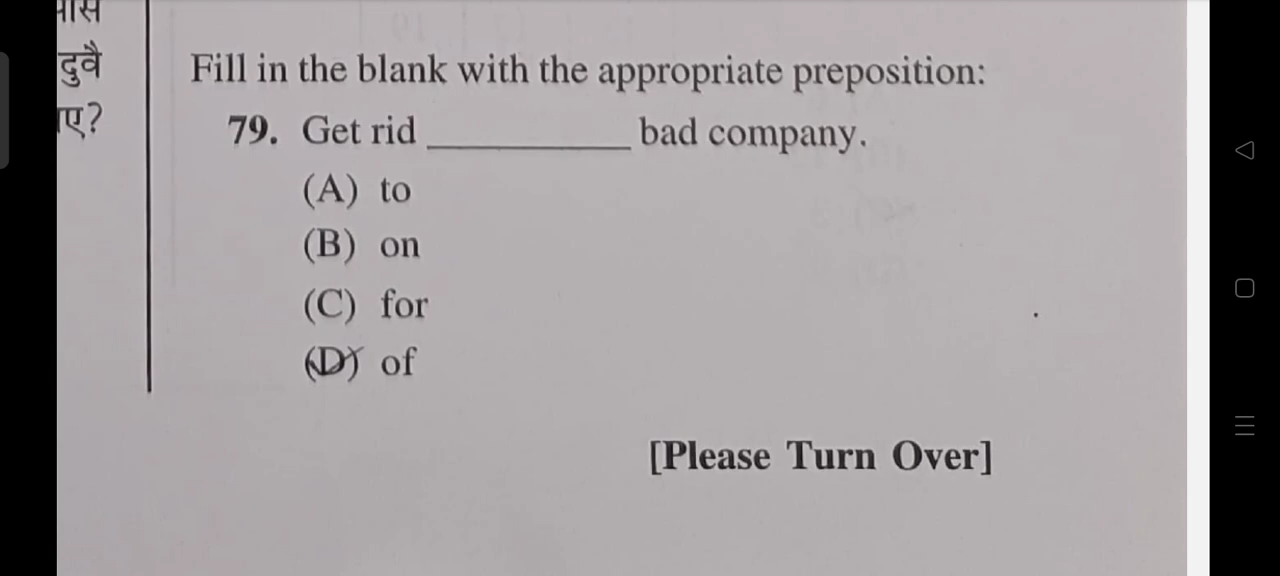 दुवै
Fill in the blank with the appropriate preposition:
79. Get rid __________ bad company.
(A) to
(B) on
(C) for
(D) of
[Please Turn Over]